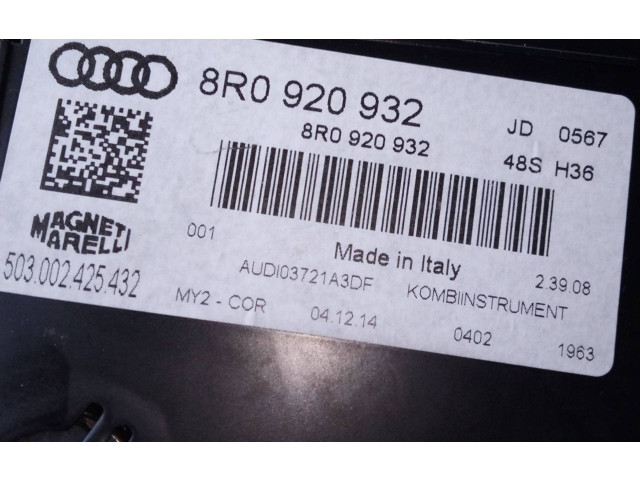 8R0 920 932
JD 0567
8R0 920 932
48S H36
MAGNETI
MARELLI
001
Made in Italy
2.39.08
503.002.425.432
AUDI03721A3DF
KOMBIINSTRUMENT
MY2 - COR
04.12.14
0402
1963